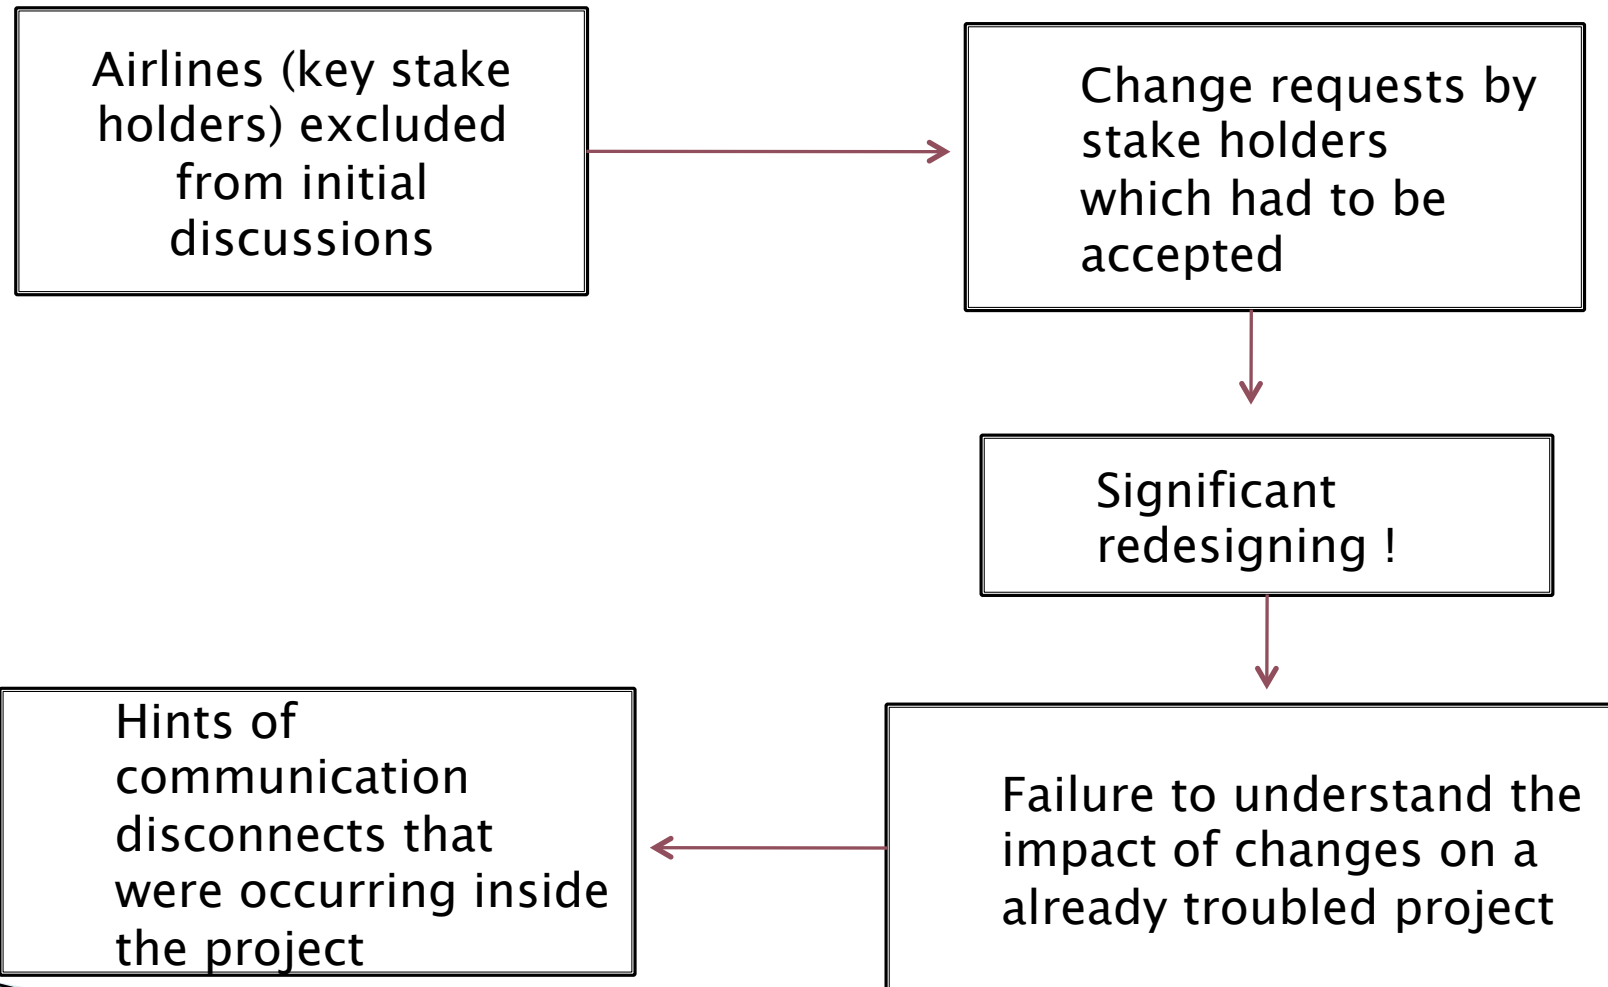 Airlines (key stake
holders) excluded
from initial
discussions
Change requests by
stake holders
which had to be
accepted
Significant
redesigning !
Failure to understand the
impact of changes on a
already troubled project
Hints of
communication
disconnects that
were occurring inside
the project